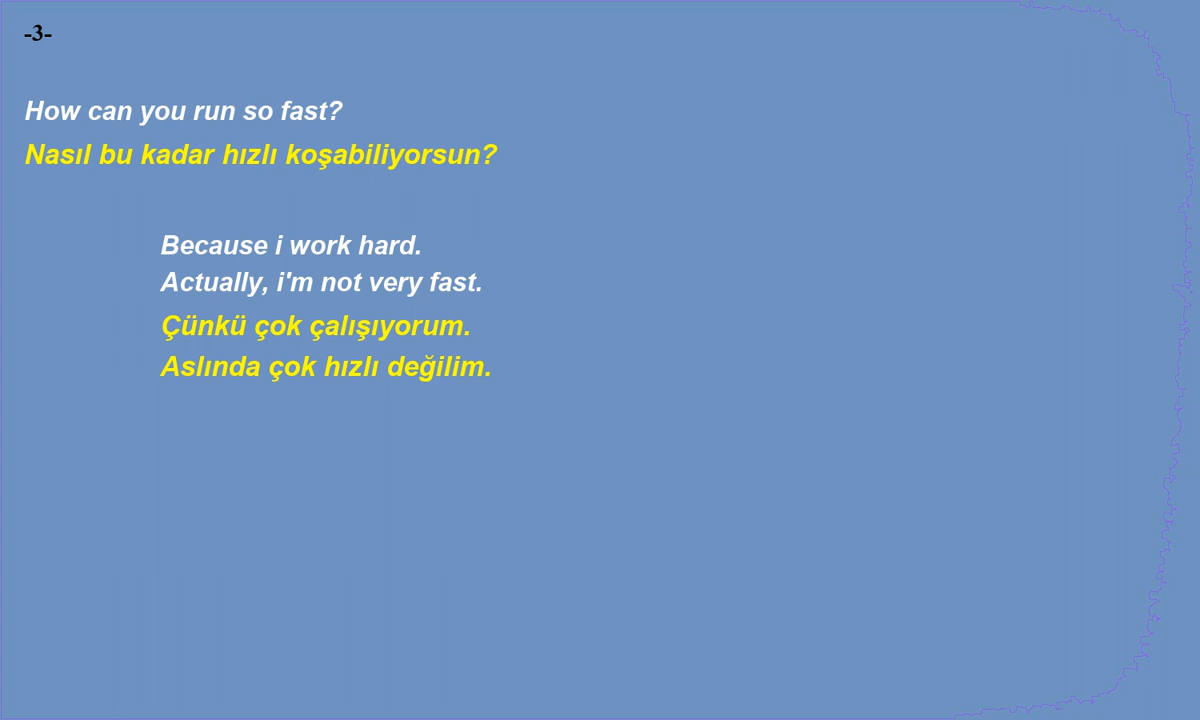 -3-
How can you run so fast?
Nasıl bu kadar hızlı koşabiliyorsun?
Because i work hard.
Actually, i'm not very fast.
Çünkü çok çalışıyorum.
Aslında çok hızlı değilim.